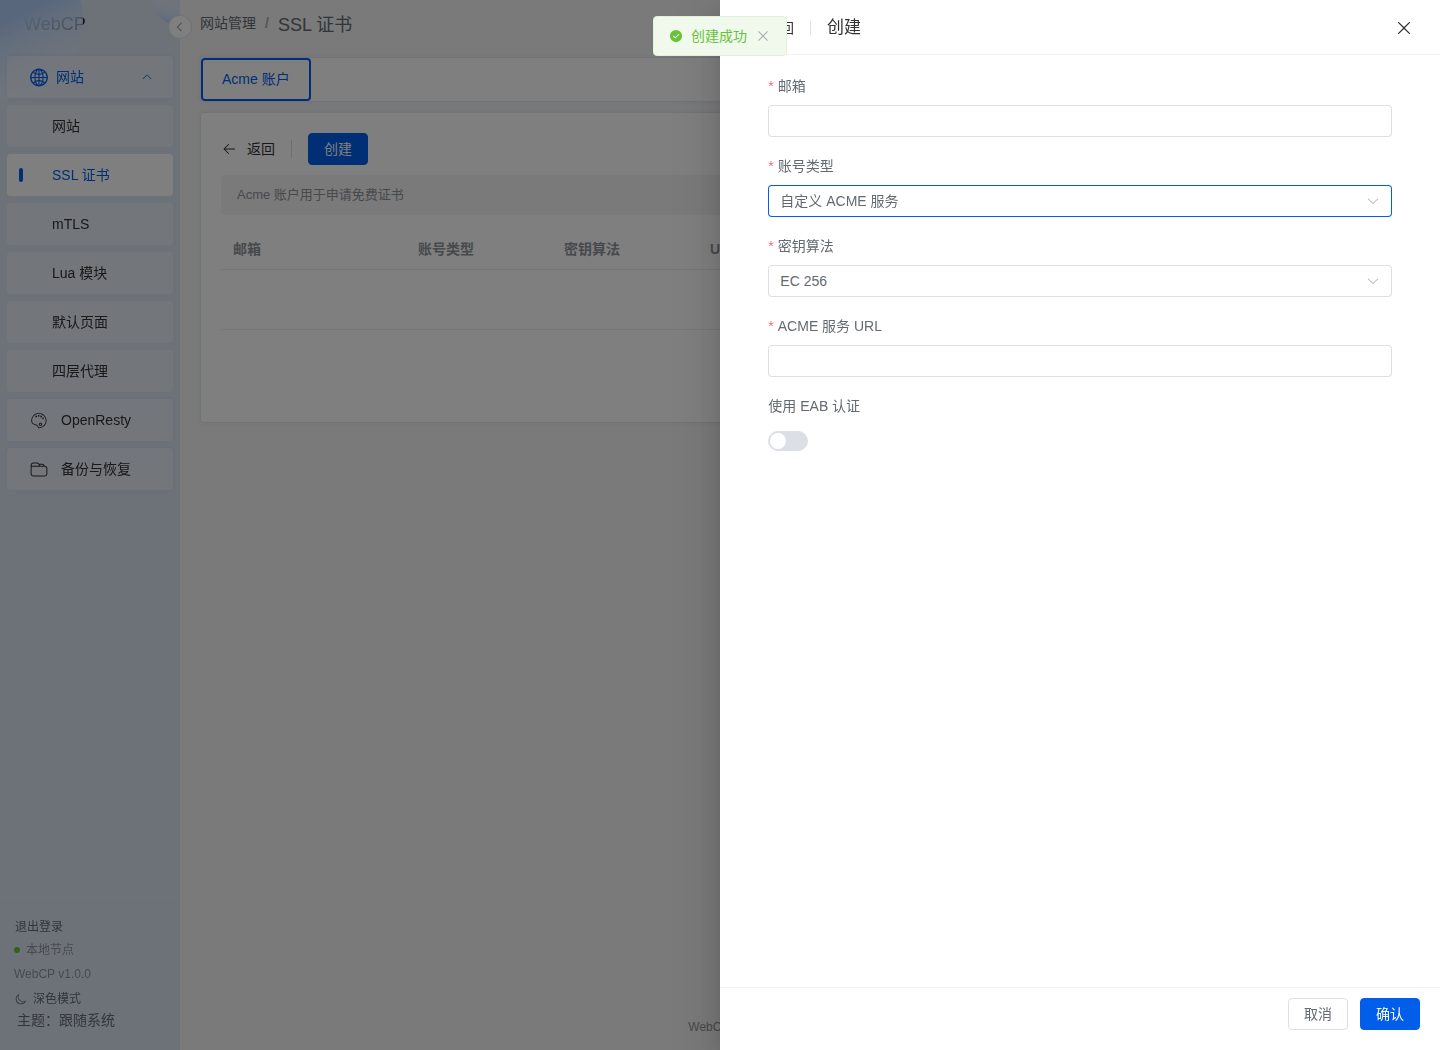 WebCP
网站
网站
SSL 证书
mTLS
Lua 模块
默认页面
四层代理
OpenResty
备份与恢复
退出登录
本地节点
WebCP v1.0.0
深色模式
主题：跟随系统
网站管理 / SSL 证书
Acme 账户
返回
创建
Acme 账户用于申请免费证书
邮箱 账号类型 密钥算法 U
WebC
创建成功
回
创建
* 邮箱
* 账号类型
自定义 ACME 服务
* 密钥算法
EC 256
* ACME 服务 URL
使用 EAB 认证
取消
确认